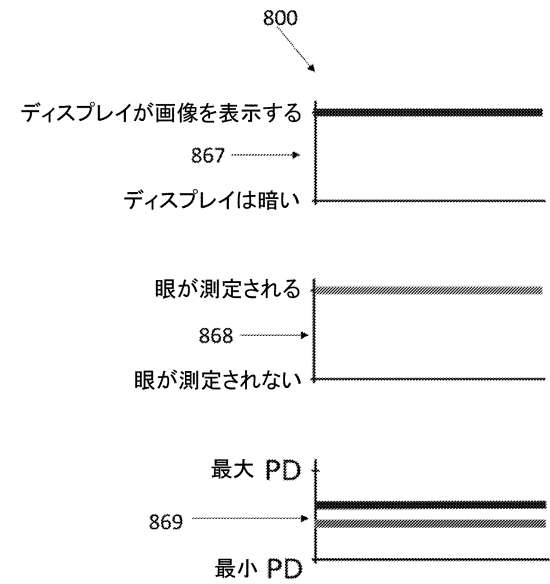 800
ディスプレイが画像を表示する
867
ディスプレイは暗い
眼が測定される
868
眼が測定されない
最大 PD
869
最小 PD